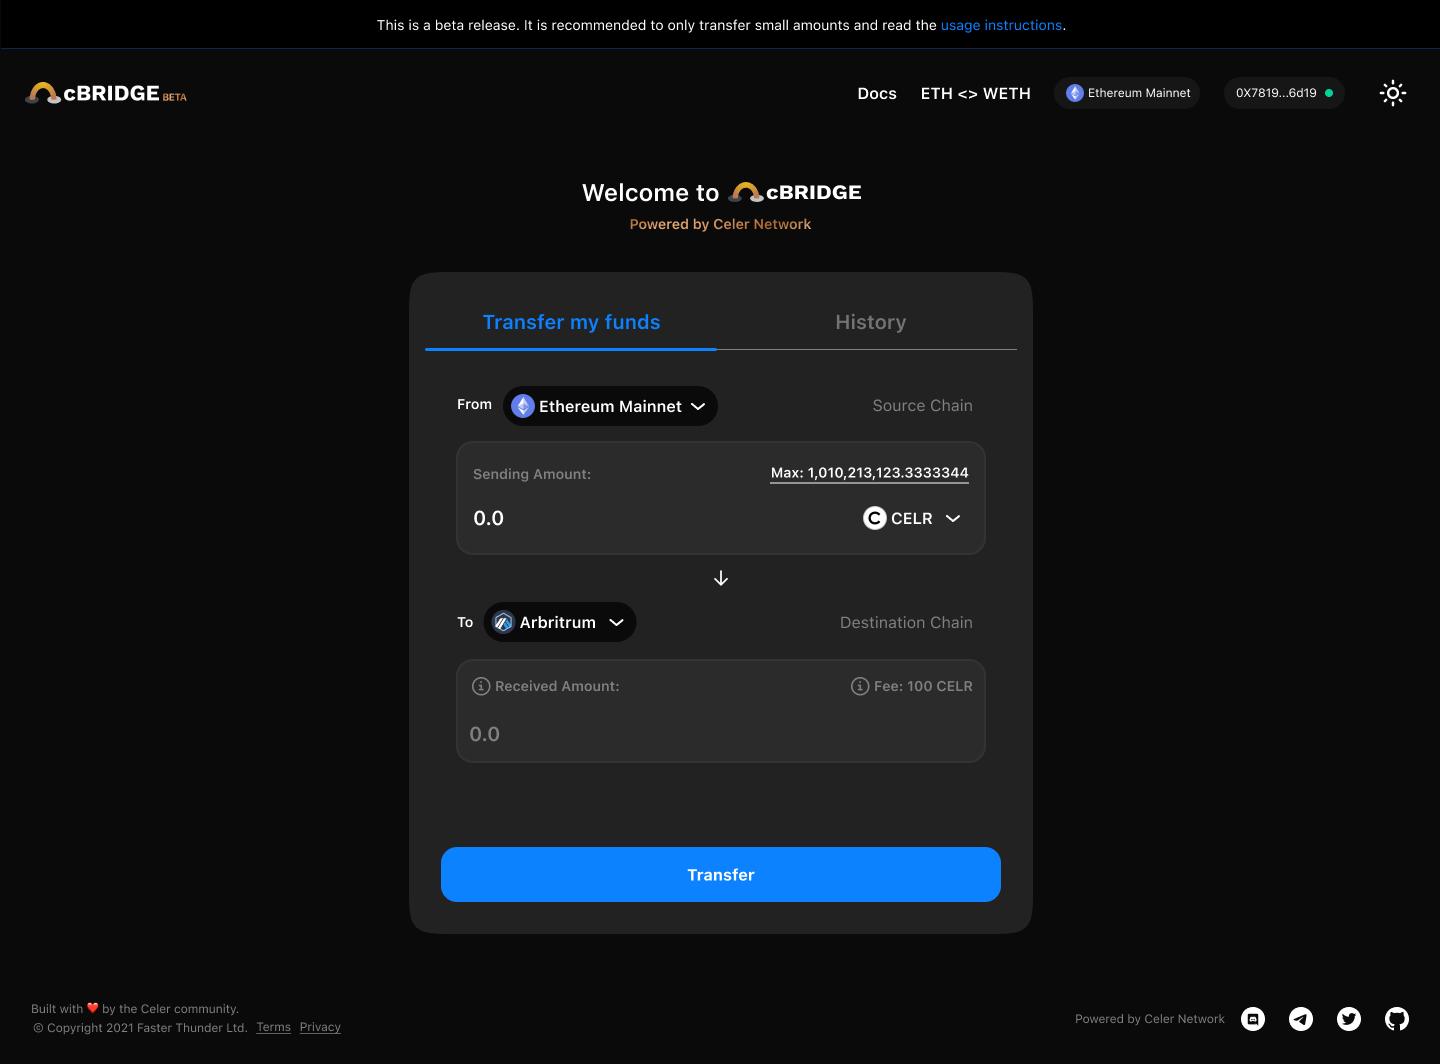 This is a beta release. It is recommended to only transfer small amounts and read the usage instructions.
cBRIDGE BETA
Docs
ETH <> WETH
Ethereum Mainnet
0X7819...6d19
Welcome to cBRIDGE
Powered by Celer Network
Transfer my funds
History
From
Ethereum Mainnet
Source Chain
Sending Amount:
Max: 1,010,213,123.3333344
0.0
C CELR
To
Arbritrum
Destination Chain
Received Amount:
Fee: 100 CELR
0.0
Transfer
Built with ❤️ by the Celer community.
© Copyright 2021 Faster Thunder Ltd. Terms Privacy
Powered by Celer Network